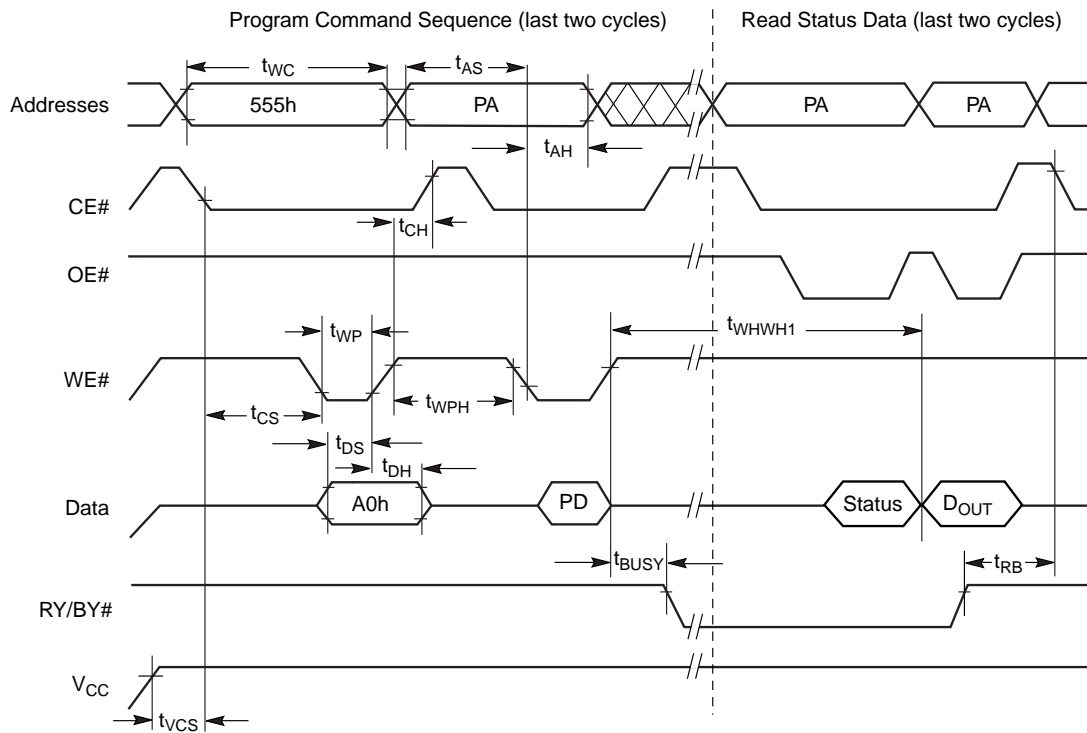 Program Command Sequence (last two cycles)
Read Status Data (last two cycles)
tWC
tAS
Addresses
555h
PA
PA
PA
tAH
CE#
tCH
OE#
tWP
tWHWH1
WE#
tWPH
tCS
tDS
tDH
Data
A0h
PD
Status
DOUT
tBUSY
tRB
RY/BY#
VCC
tVCS